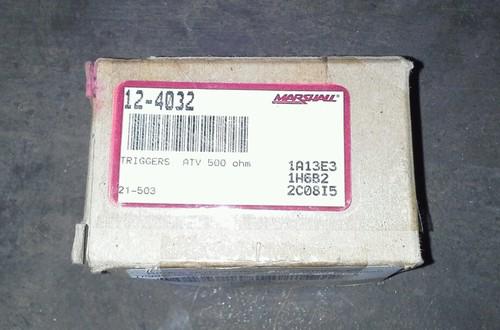 12-4032 MARSHALL
TRIGGERS ATV 500 ohm
1A13E3
1H6B2
21-503
2C08I5